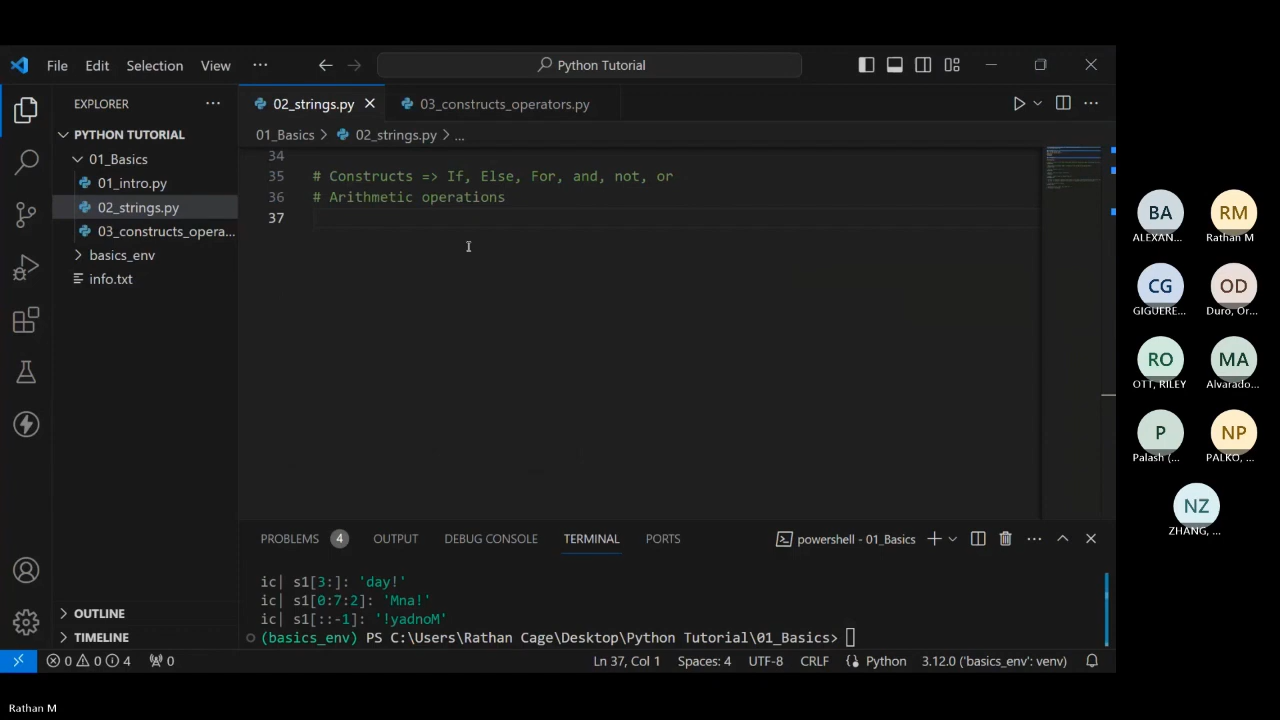 File Edit Selection View ··· Python Tutorial
EXPLORER ···
02_strings.py
03_constructs_operators.py
PYTHON TUTORIAL
01_Basics
01_intro.py
02_strings.py
03_constructs_opera...
basics_env
info.txt
OUTLINE
TIMELINE
01_Basics > 02_strings.py > ...
34
35 # Constructs => If, Else, For, and, not, or
36 # Arithmetic operations
37
PROBLEMS 4 OUTPUT DEBUG CONSOLE TERMINAL PORTS powershell - 01_Basics
ic| s1[3:]: 'day!'
ic| s1[0:7:2]: 'Mna!'
ic| s1[::-1]: '!yadnoM'
(basics_env) PS C:\Users\Rathan Cage\Desktop\Python Tutorial\01_Basics>
0 0 4 0 Ln 37, Col 1 Spaces: 4 UTF-8 CRLF Python 3.12.0 ('basics_env': venv)
BA RM
ALEXAN... Rathan M
CG OD
GIGUERE... Duro, Or...
RO MA
OTT, RILEY Alvarado...
P NP
Palash (... PALKO, ...
NZ
ZHANG, ...
Rathan M